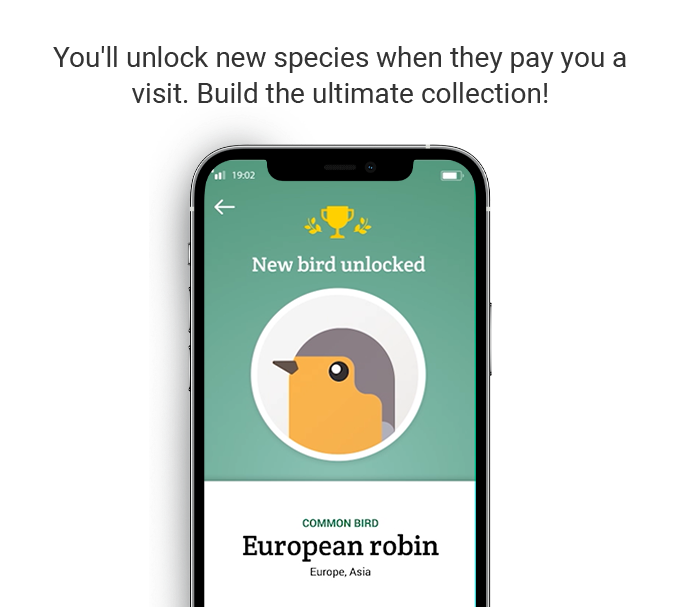 You'll unlock new species when they pay you a
visit. Build the ultimate collection!
19:02
New bird unlocked
COMMON BIRD
European robin
Europe, Asia